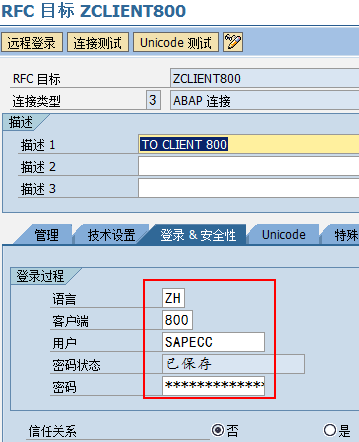 RFC 目标 ZCLIENT800
远程登录 连接测试 Unicode 测试
RFC 目标 ZCLIENT800
连接类型 3 ABAP 连接
描述
描述 1 TO CLIENT 800
描述 2
描述 3
管理 技术设置 登录 & 安全性 Unicode 特殊
登录过程
语言 ZH
客户端 800
用户 SAPECC
密码状态 已保存
密码 ************
信任关系 否 是